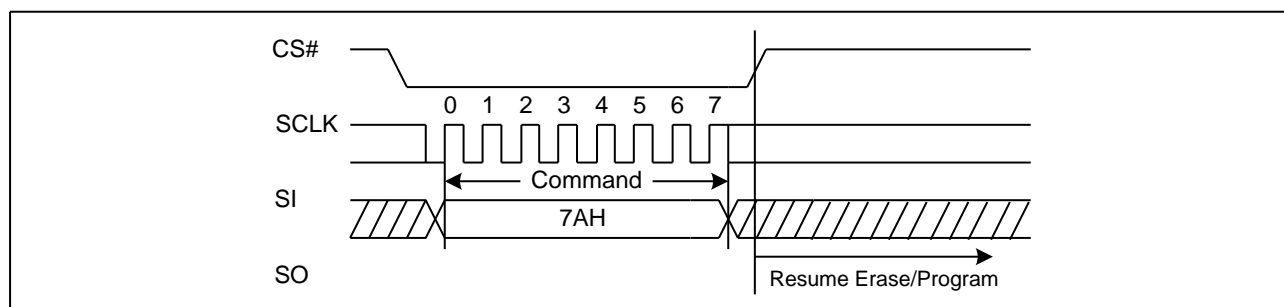 CS#
0 1 2 3 4 5 6 7
SCLK
Command
SI
7AH
SO
Resume Erase/Program